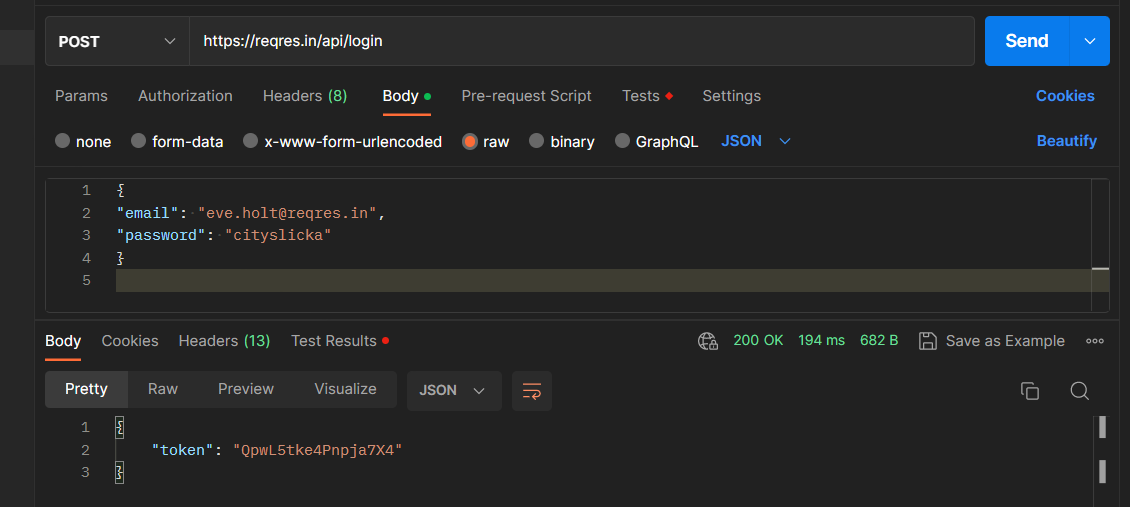 POST https://reqres.in/api/login Send
Params Authorization Headers (8) Body Pre-request Script Tests Settings Cookies
none form-data x-www-form-urlencoded raw binary GraphQL JSON Beautify
1 {
2 "email": "eve.holt@reqres.in",
3 "password": "cityslicka"
4 }
5
Body Cookies Headers (13) Test Results 200 OK 194 ms 682 B Save as Example
Pretty Raw Preview Visualize JSON
1 {
2 "token": "QpwL5tke4Pnpja7X4"
3 }